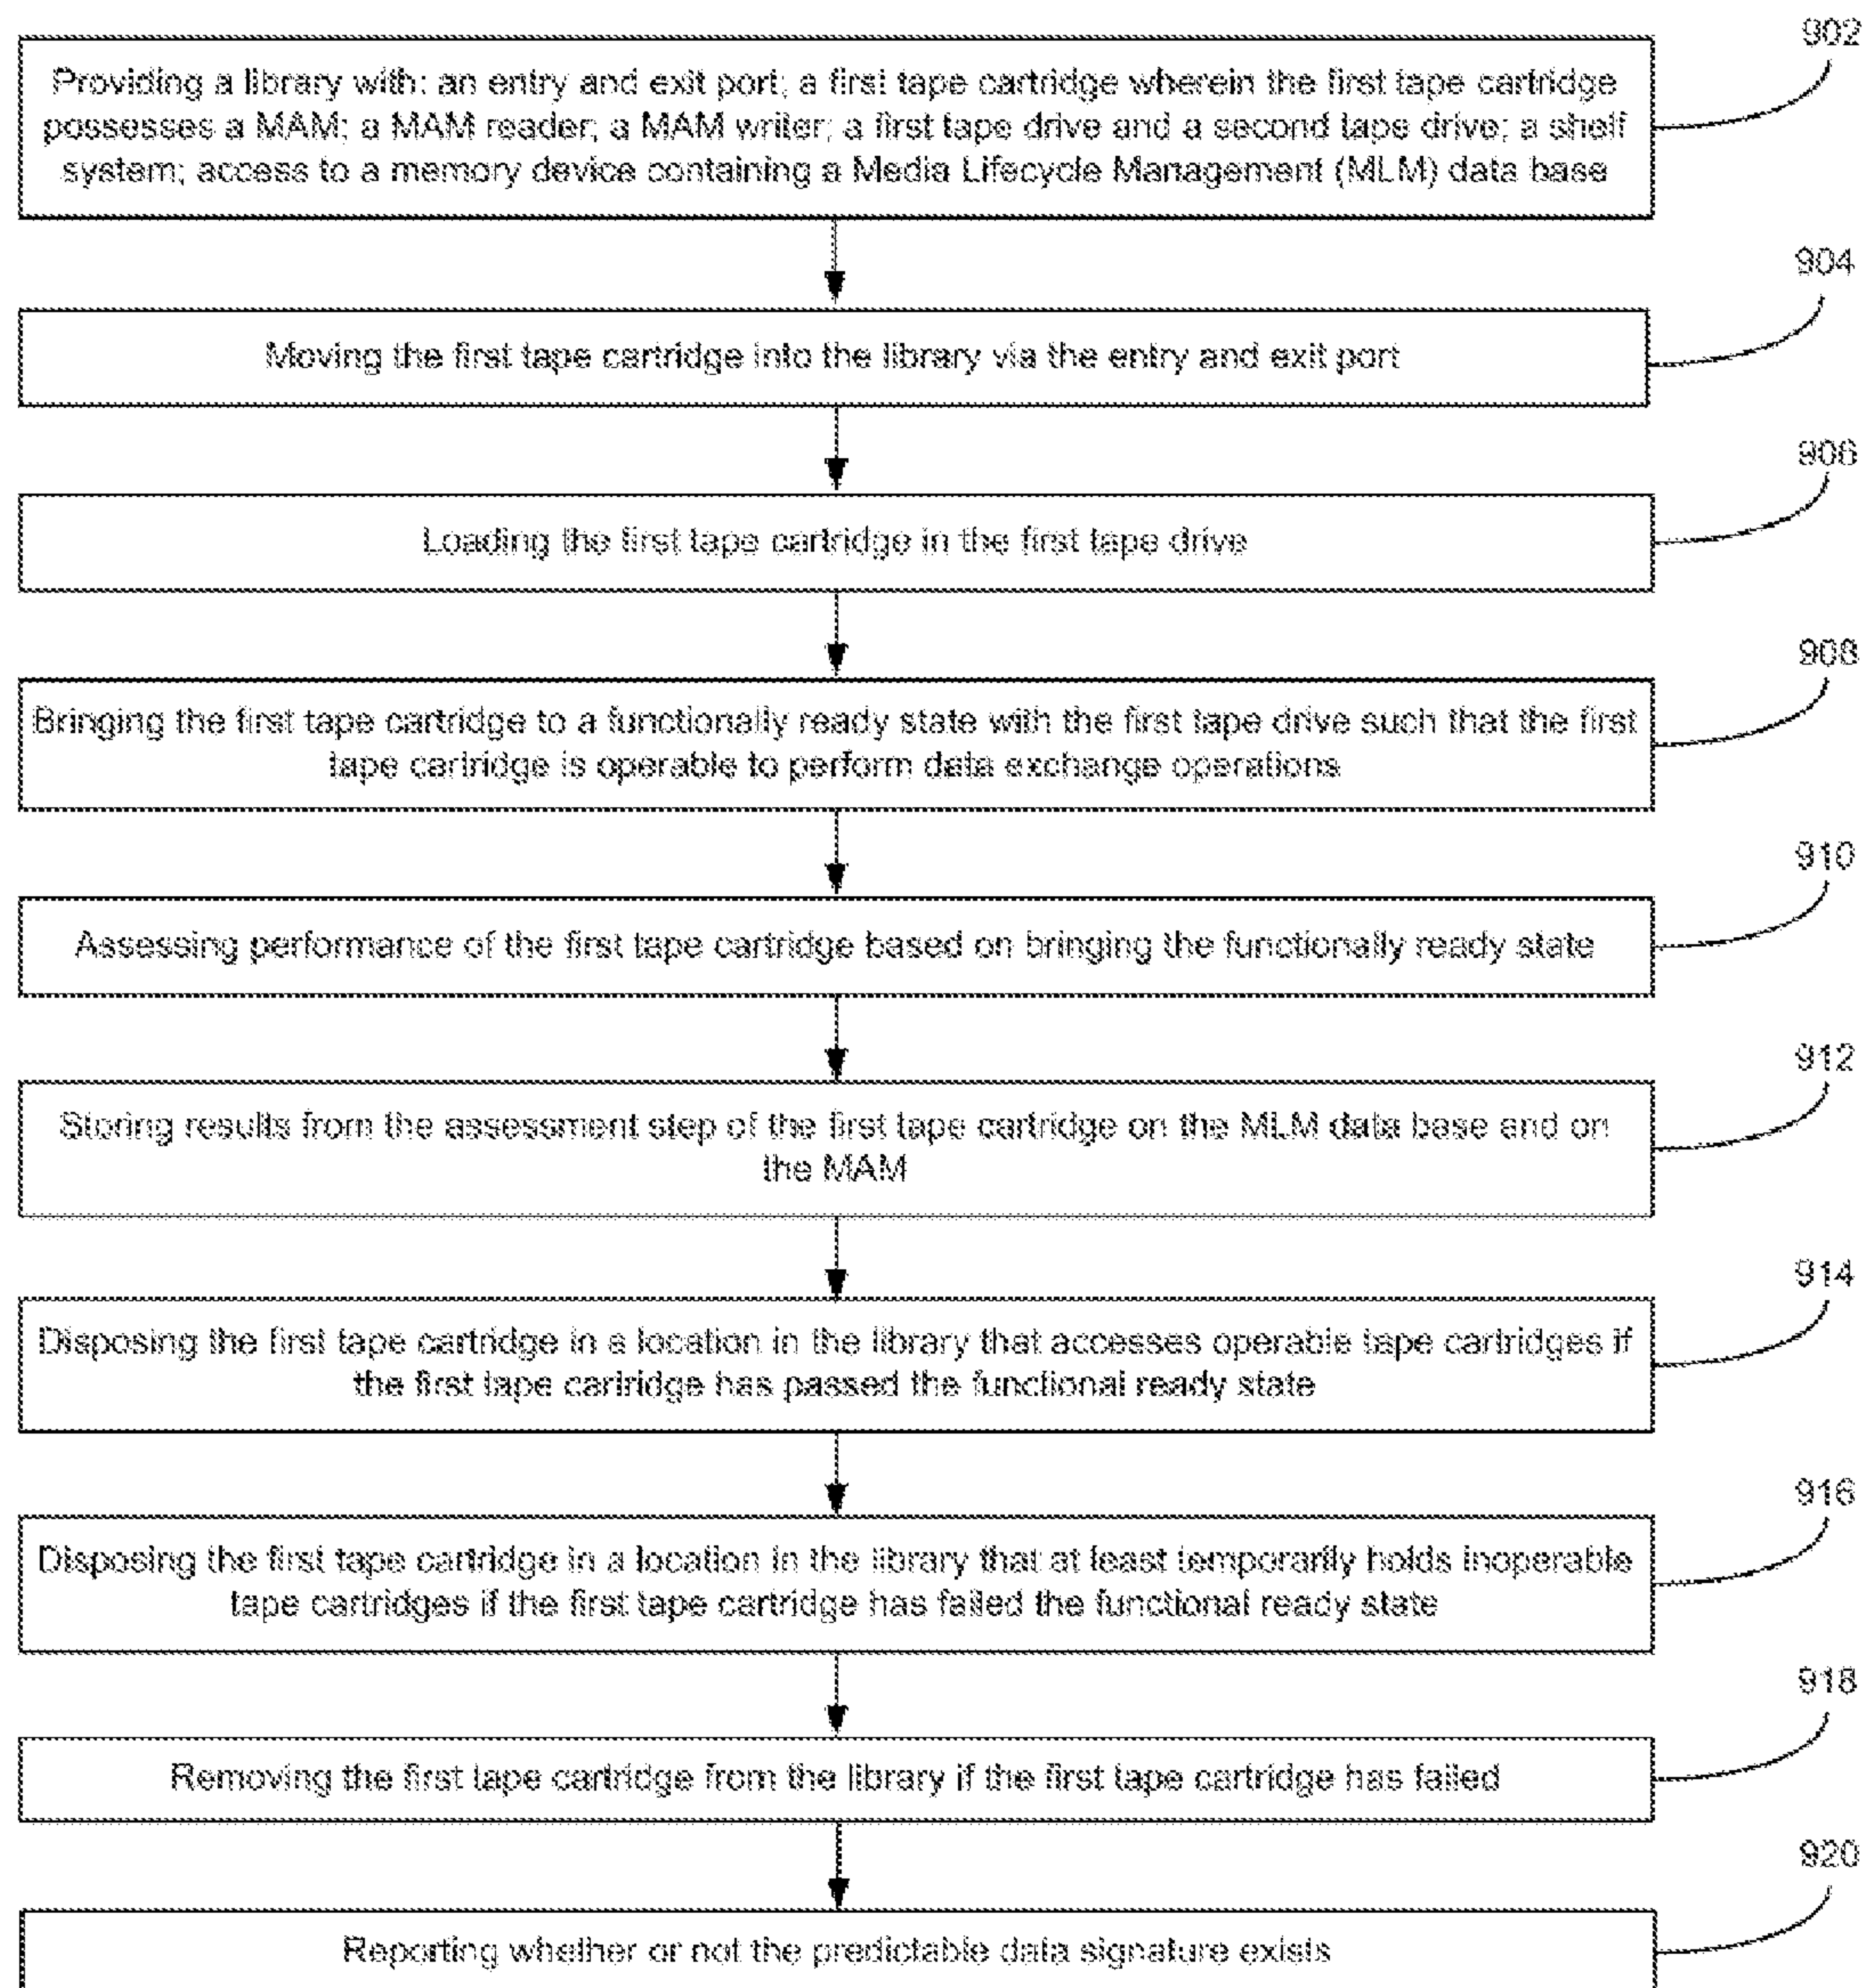 902
Providing a library with: an entry and exit port; a first tape cartridge wherein the first tape cartridge
possesses a MAM; a MAM reader; a MAM writer; a first tape drive and a second tape drive; a shelf
system; access to a memory device containing a Media Lifecycle Management (MLM) data base
904
Moving the first tape cartridge into the library via the entry and exit port
906
Loading the first tape cartridge in the first tape drive
908
Bringing the first tape cartridge to a functionally ready state with the first tape drive such that the first
tape cartridge is operable to perform data exchange operations
910
Assessing performance of the first tape cartridge based on bringing the functionally ready state
912
Storing results from the assessment step of the first tape cartridge on the MLM data base and on
the MAM
914
Disposing the first tape cartridge in a location in the library that accesses operable tape cartridges if
the first tape cartridge has passed the functional ready state
916
Disposing the first tape cartridge in a location in the library that at least temporarily holds inoperable
tape cartridges if the first tape cartridge has failed the functional ready state
918
Removing the first tape cartridge from the library if the first tape cartridge has failed
920
Reporting whether or not the predictable data signature exists